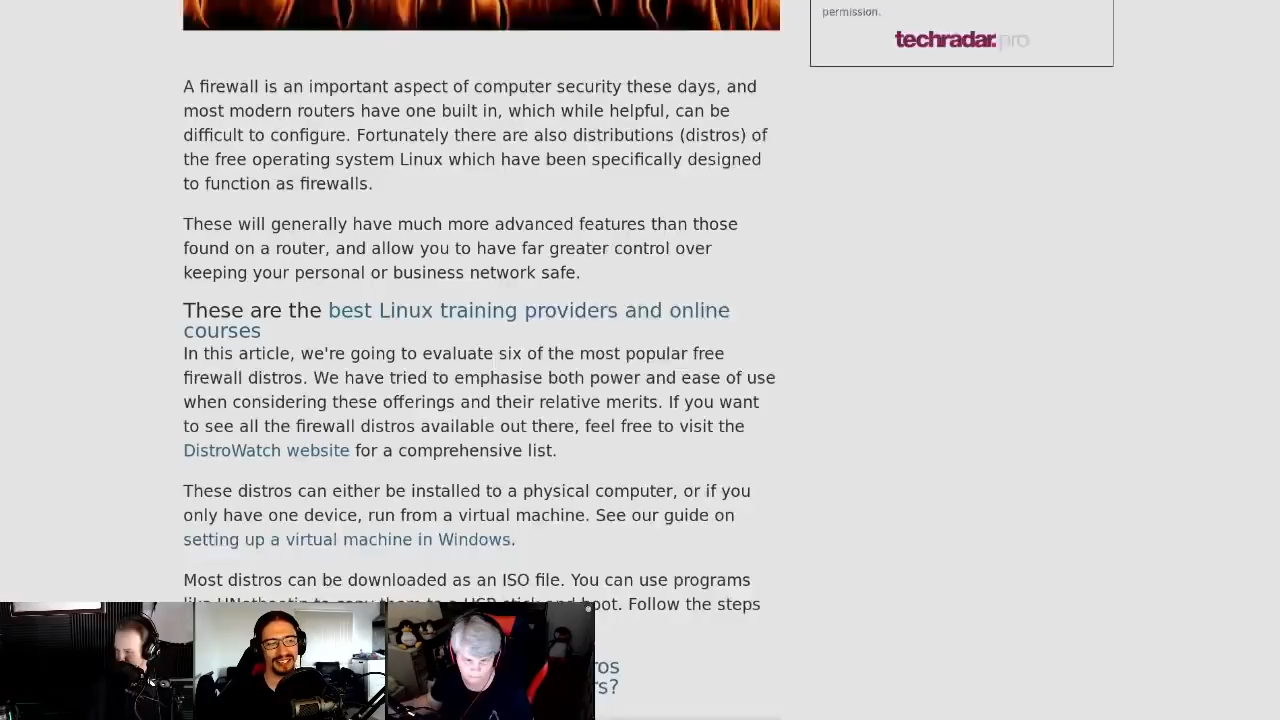 permission.
techradar.pro
A firewall is an important aspect of computer security these days, and
most modern routers have one built in, which while helpful, can be
difficult to configure. Fortunately there are also distributions (distros) of
the free operating system Linux which have been specifically designed
to function as firewalls.
These will generally have much more advanced features than those
found on a router, and allow you to have far greater control over
keeping your personal or business network safe.
These are the best Linux training providers and online
courses
In this article, we're going to evaluate six of the most popular free
firewall distros. We have tried to emphasise both power and ease of use
when considering these offerings and their relative merits. If you want
to see all the firewall distros available out there, feel free to visit the
DistroWatch website for a comprehensive list.
These distros can either be installed to a physical computer, or if you
only have one device, run from a virtual machine. See our guide on
setting up a virtual machine in Windows.
Most distros can be downloaded as an ISO file. You can use programs
like UNetbootin to copy them to a USB stick and boot. Follow the steps
ros
rs?